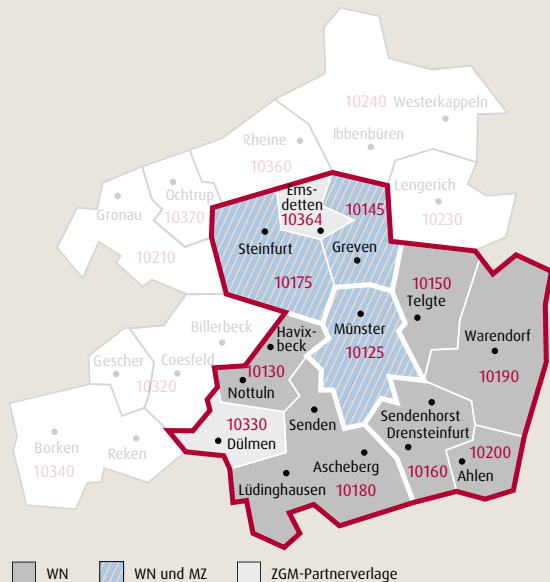 10240 Westerkappeln
Rheine
Ibbenbüren
10360
Ochtrup
Lengerich
Ems-
detten
10145
Gronau
10370
10364
10230
Steinfurt
Greven
10210
10175
10150
Telgte
Billerbeck
Havix-
beck
Münster
Warendorf
Gescher
Coesfeld
10125
10320
10130
10190
Nottuln
Sendenhorst
10330
Senden
Drensteinfurt
Borken
Reken
Dülmen
10200
10340
Ascheberg
10160
Ahlen
Lüdinghausen
10180
WN
WN und MZ
ZGM-Partnerverlage